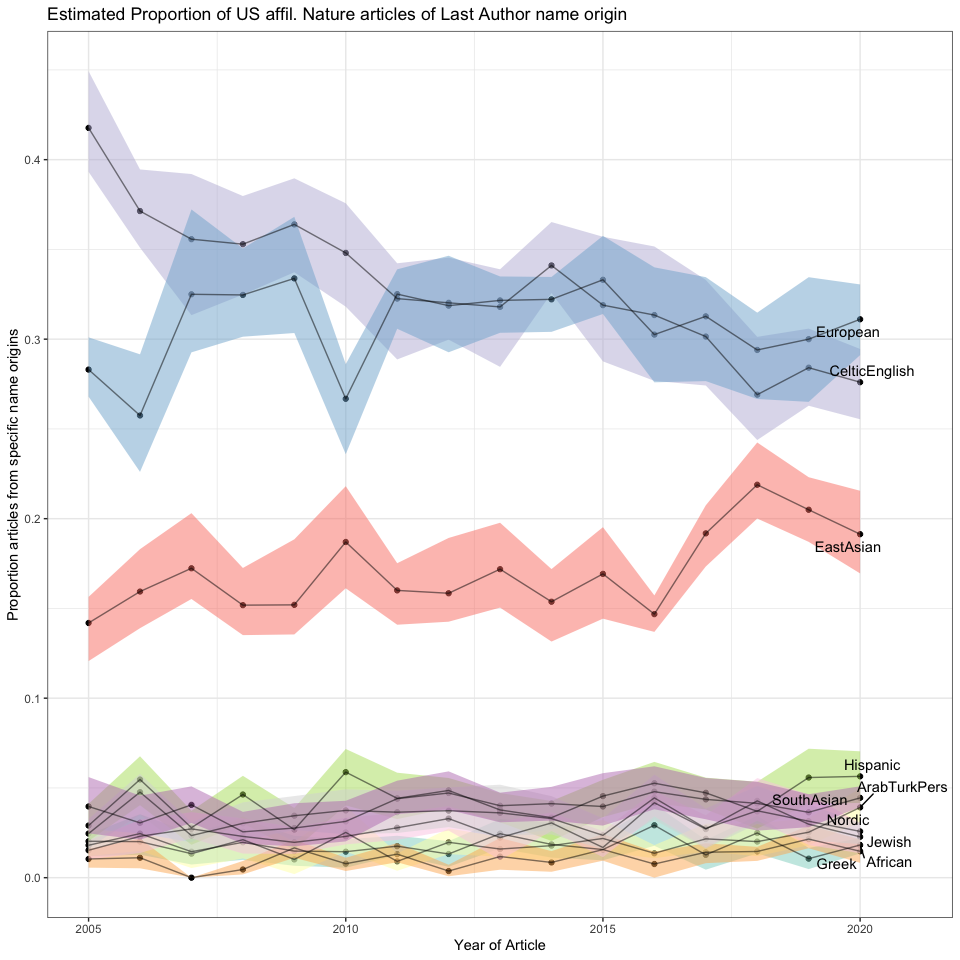 Estimated Proportion of US affil. Nature articles of Last Author name origin
Proportion articles from specific name origins
0.4
0.3
0.2
0.1
0.0
European
CelticEnglish
EastAsian
Hispanic
ArabTurkPers
SouthAsian
Nordic
Jewish
African
Greek
2005
2010
2015
2020
Year of Article